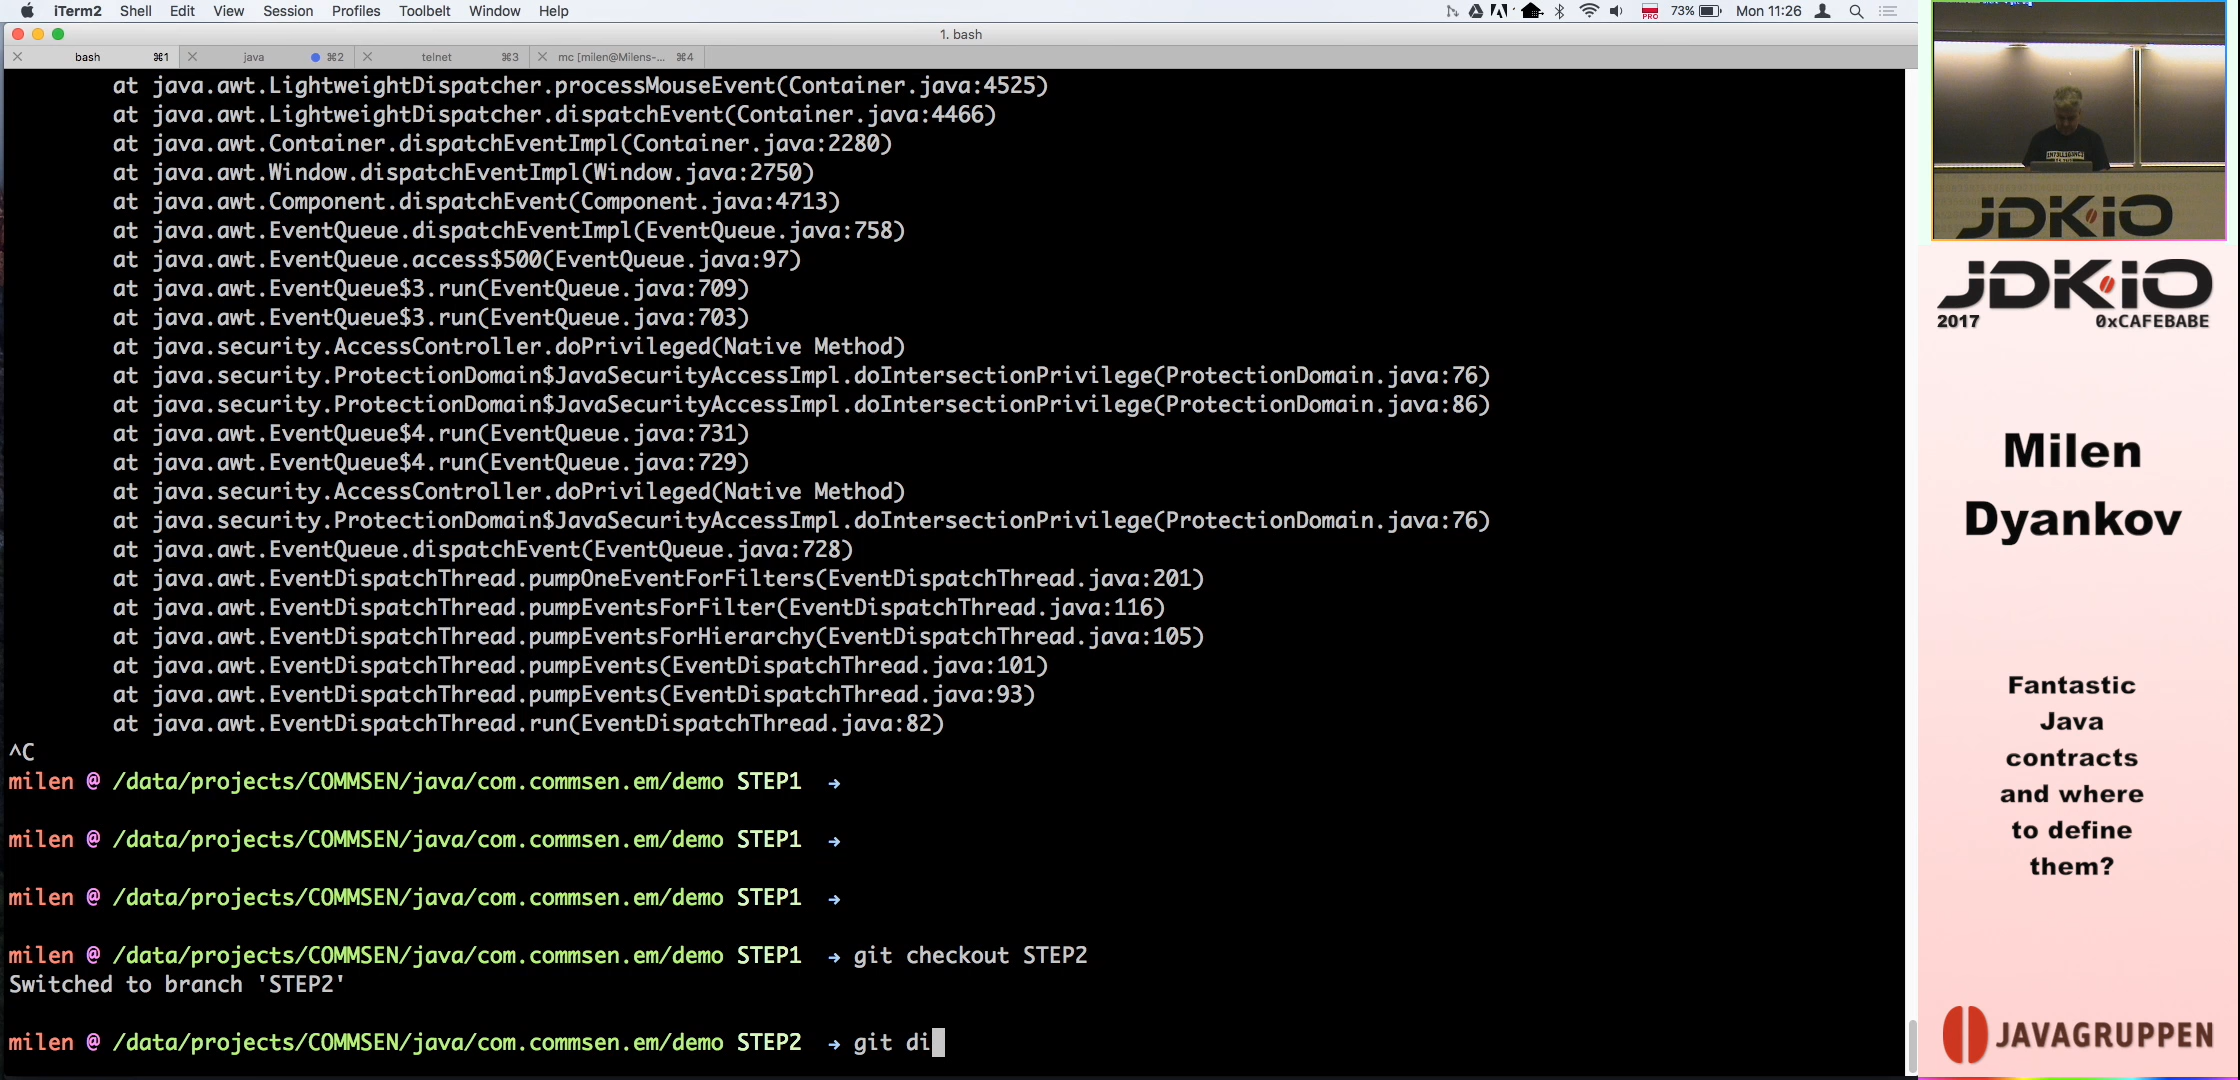 iTerm2 Shell Edit View Session Profiles Toolbelt Window Help PRO 73% Mon 11:26
1. bash
bash ⌘1 java ⌘2 telnet ⌘3 mc [milen@Milens-... ⌘4
at java.awt.LightweightDispatcher.processMouseEvent(Container.java:4525)
at java.awt.LightweightDispatcher.dispatchEvent(Container.java:4466)
at java.awt.Container.dispatchEventImpl(Container.java:2280)
at java.awt.Window.dispatchEventImpl(Window.java:2750)
at java.awt.Component.dispatchEvent(Component.java:4713)
at java.awt.EventQueue.dispatchEventImpl(EventQueue.java:758)
at java.awt.EventQueue.access$500(EventQueue.java:97)
at java.awt.EventQueue$3.run(EventQueue.java:709)
at java.awt.EventQueue$3.run(EventQueue.java:703)
at java.security.AccessController.doPrivileged(Native Method)
at java.security.ProtectionDomain$JavaSecurityAccessImpl.doIntersectionPrivilege(ProtectionDomain.java:76)
at java.security.ProtectionDomain$JavaSecurityAccessImpl.doIntersectionPrivilege(ProtectionDomain.java:86)
at java.awt.EventQueue$4.run(EventQueue.java:731)
at java.awt.EventQueue$4.run(EventQueue.java:729)
at java.security.AccessController.doPrivileged(Native Method)
at java.security.ProtectionDomain$JavaSecurityAccessImpl.doIntersectionPrivilege(ProtectionDomain.java:76)
at java.awt.EventQueue.dispatchEvent(EventQueue.java:728)
at java.awt.EventDispatchThread.pumpOneEventForFilters(EventDispatchThread.java:201)
at java.awt.EventDispatchThread.pumpEventsForFilter(EventDispatchThread.java:116)
at java.awt.EventDispatchThread.pumpEventsForHierarchy(EventDispatchThread.java:105)
at java.awt.EventDispatchThread.pumpEvents(EventDispatchThread.java:101)
at java.awt.EventDispatchThread.pumpEvents(EventDispatchThread.java:93)
at java.awt.EventDispatchThread.run(EventDispatchThread.java:82)
^C
milen @ /data/projects/COMMSEN/java/com.commsen.em/demo STEP1 →
milen @ /data/projects/COMMSEN/java/com.commsen.em/demo STEP1 →
milen @ /data/projects/COMMSEN/java/com.commsen.em/demo STEP1 →
milen @ /data/projects/COMMSEN/java/com.commsen.em/demo STEP1 → git checkout STEP2
Switched to branch 'STEP2'
milen @ /data/projects/COMMSEN/java/com.commsen.em/demo STEP2 → git di
JDK.iO
JDK.iO
2017 0xCAFEBABE
Milen
Dyankov
Fantastic
Java
contracts
and where
to define
them?
JAVAGRUPPEN